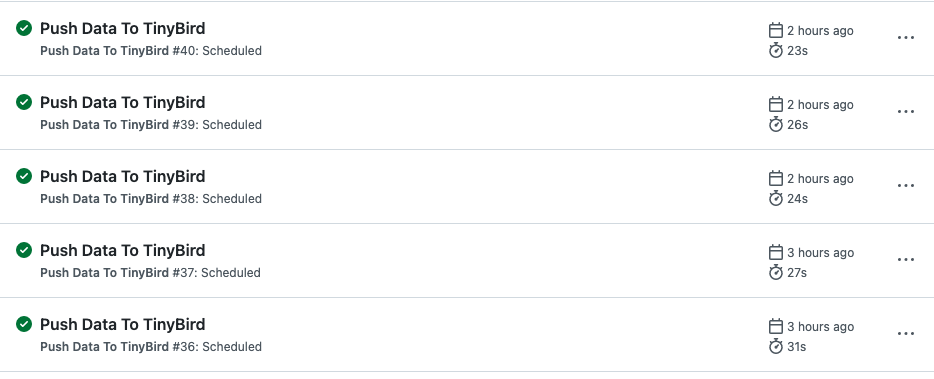 Push Data To TinyBird
2 hours ago
Push Data To TinyBird #40: Scheduled
23s
Push Data To TinyBird
2 hours ago
Push Data To TinyBird #39: Scheduled
26s
Push Data To TinyBird
2 hours ago
Push Data To TinyBird #38: Scheduled
24s
Push Data To TinyBird
3 hours ago
Push Data To TinyBird #37: Scheduled
27s
Push Data To TinyBird
3 hours ago
Push Data To TinyBird #36: Scheduled
31s